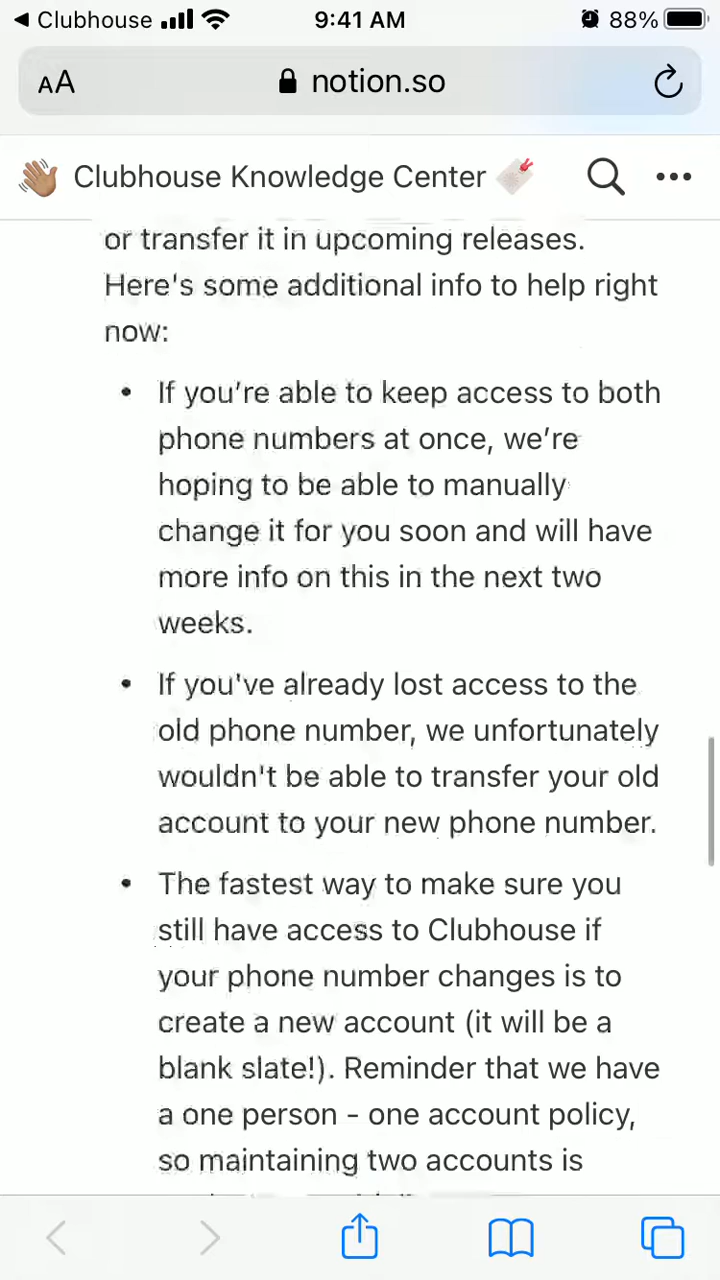 Clubhouse 9:41 AM 88%
AA notion.so
Clubhouse Knowledge Center
or transfer it in upcoming releases.
Here's some additional info to help right
now:
• If you’re able to keep access to both
phone numbers at once, we’re
hoping to be able to manually
change it for you soon and will have
more info on this in the next two
weeks.
• If you've already lost access to the
old phone number, we unfortunately
wouldn't be able to transfer your old
account to your new phone number.
• The fastest way to make sure you
still have access to Clubhouse if
your phone number changes is to
create a new account (it will be a
blank slate!). Reminder that we have
a one person - one account policy,
so maintaining two accounts is